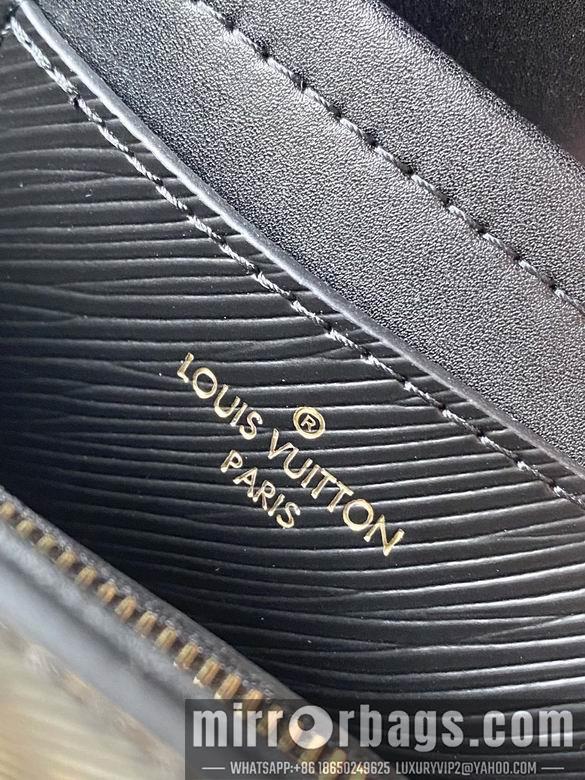 ®
LOUIS VUITTON
PARIS
mirrorbags.com
WHATSAPP:+86 18650249625 LUXURYVIP2@YAHOO.COM